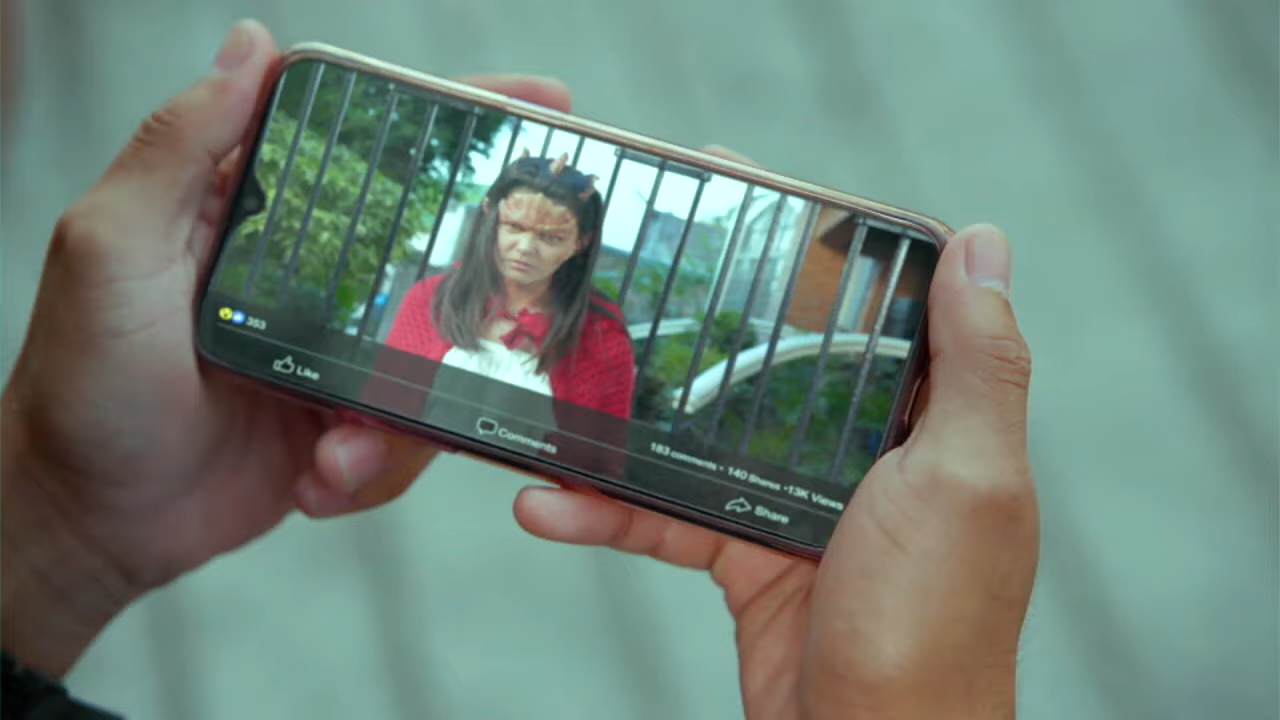 353
183 comments • 140 Shares •13K Views
Like
Comments
Share